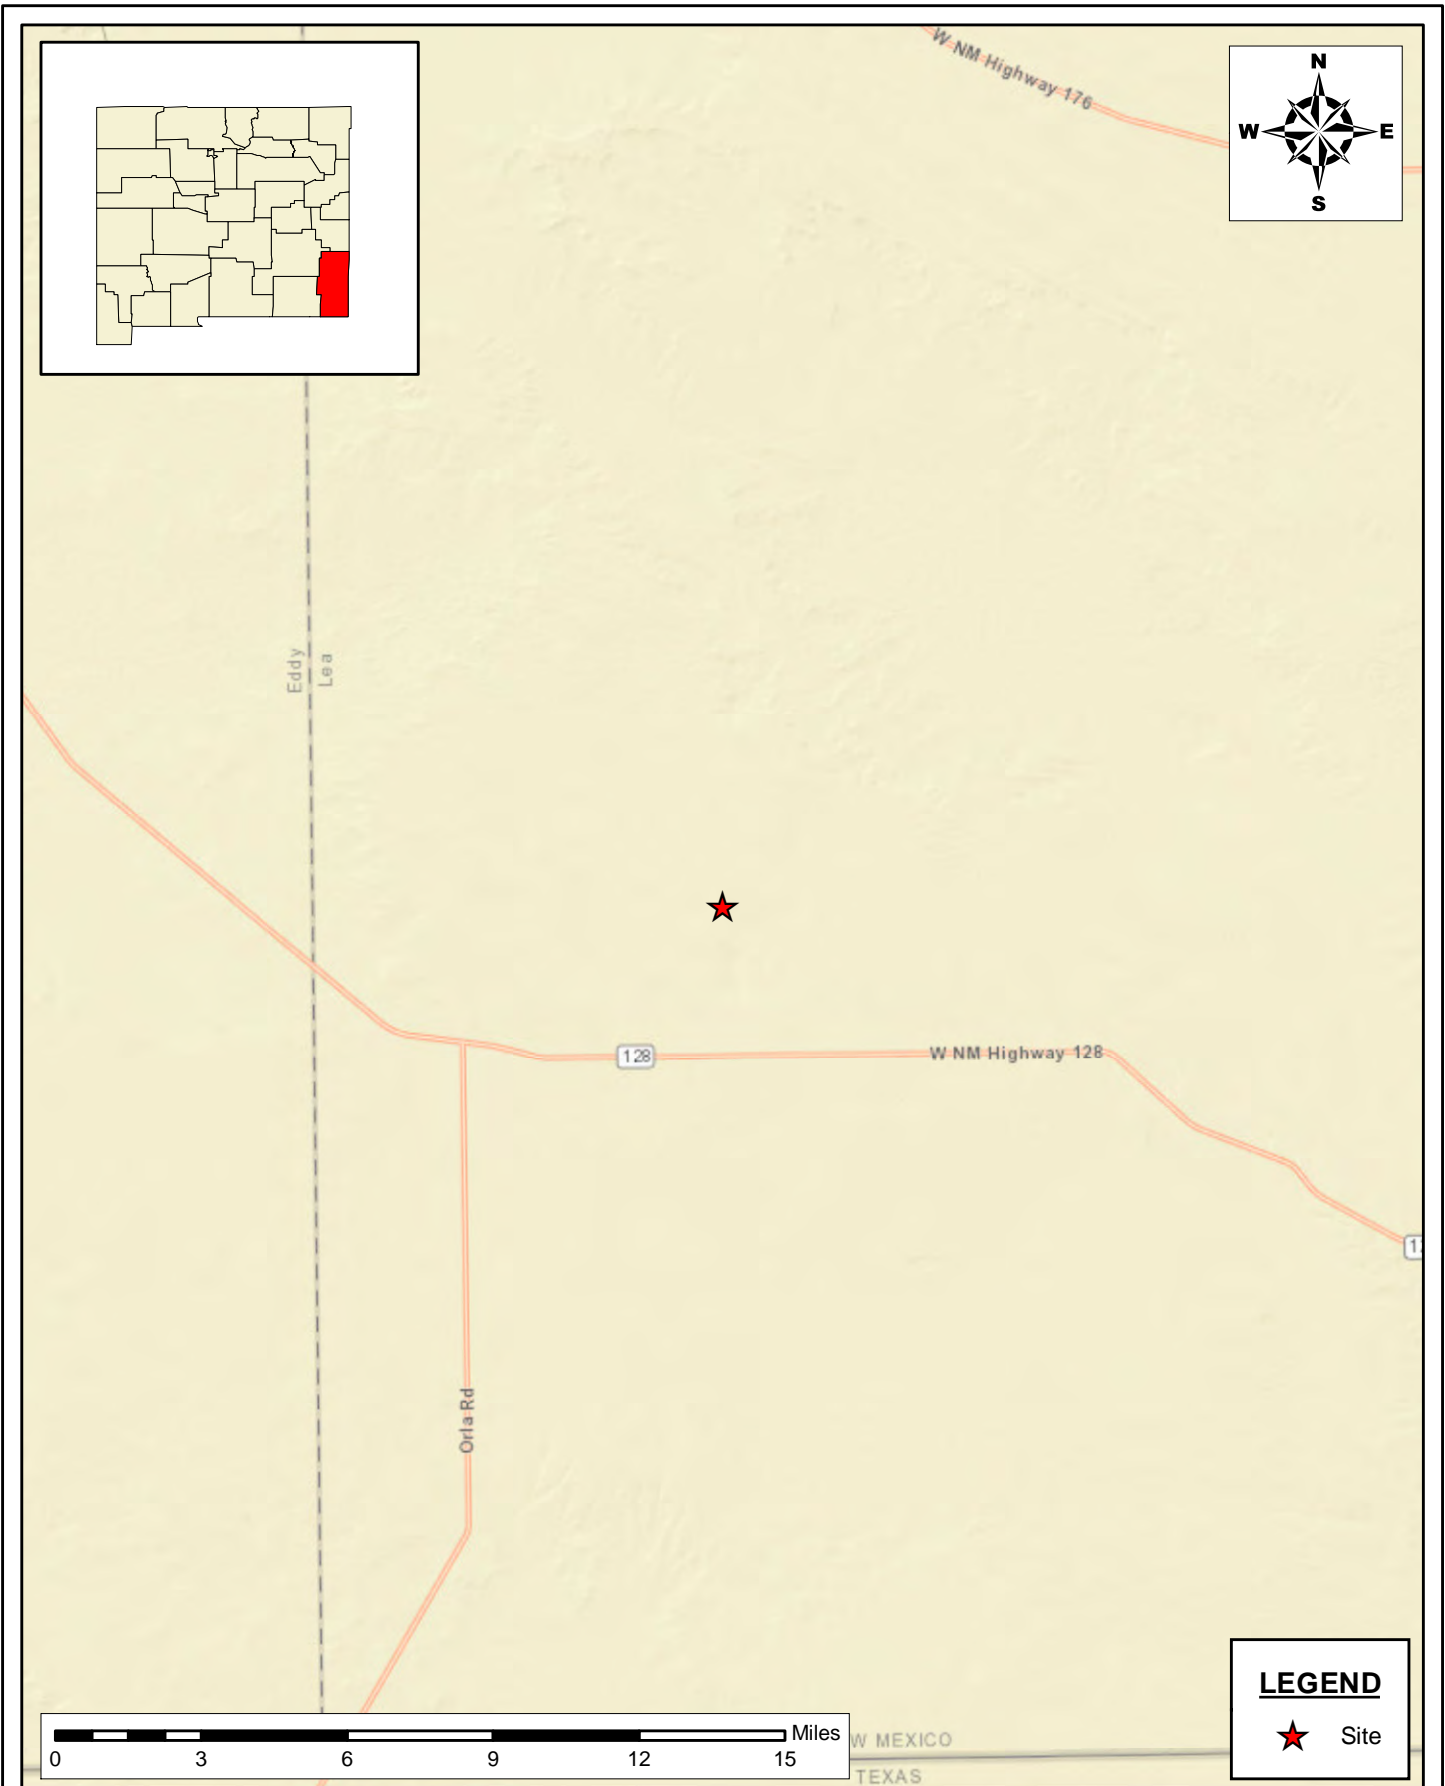 W NM Highway 176
N
W
E
S
Eddy
Lea
128
W NM Highway 128
Orla Rd
LEGEND
Site
Miles
0 3 6 9 12 15
W MEXICO
TEXAS